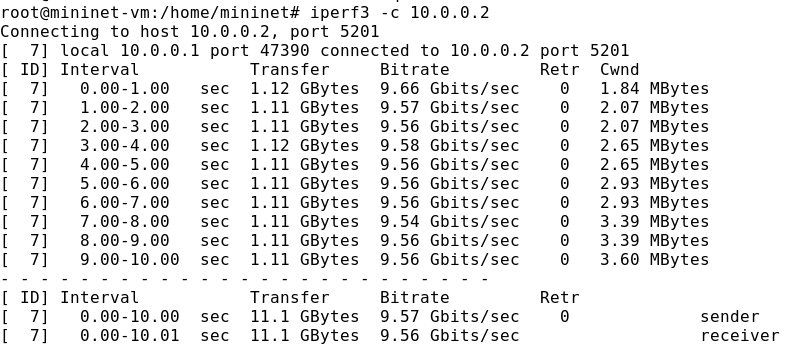 root@mininet-vm:/home/mininet# iperf3 -c 10.0.0.2
Connecting to host 10.0.0.2, port 5201
[  7] local 10.0.0.1 port 47390 connected to 10.0.0.2 port 5201
[ ID] Interval           Transfer     Bitrate         Retr  Cwnd
[  7]   0.00-1.00   sec  1.12 GBytes  9.66 Gbits/sec    0   1.84 MBytes
[  7]   1.00-2.00   sec  1.11 GBytes  9.57 Gbits/sec    0   2.07 MBytes
[  7]   2.00-3.00   sec  1.11 GBytes  9.56 Gbits/sec    0   2.07 MBytes
[  7]   3.00-4.00   sec  1.12 GBytes  9.58 Gbits/sec    0   2.65 MBytes
[  7]   4.00-5.00   sec  1.11 GBytes  9.56 Gbits/sec    0   2.65 MBytes
[  7]   5.00-6.00   sec  1.11 GBytes  9.56 Gbits/sec    0   2.93 MBytes
[  7]   6.00-7.00   sec  1.11 GBytes  9.56 Gbits/sec    0   2.93 MBytes
[  7]   7.00-8.00   sec  1.11 GBytes  9.54 Gbits/sec    0   3.39 MBytes
[  7]   8.00-9.00   sec  1.11 GBytes  9.56 Gbits/sec    0   3.39 MBytes
[  7]   9.00-10.00  sec  1.11 GBytes  9.56 Gbits/sec    0   3.60 MBytes
- - - - - - - - - - - - - - - - - - - - - - - - -
[ ID] Interval           Transfer     Bitrate         Retr
[  7]   0.00-10.00  sec  11.1 GBytes  9.57 Gbits/sec    0             sender
[  7]   0.00-10.01  sec  11.1 GBytes  9.56 Gbits/sec                  receiver